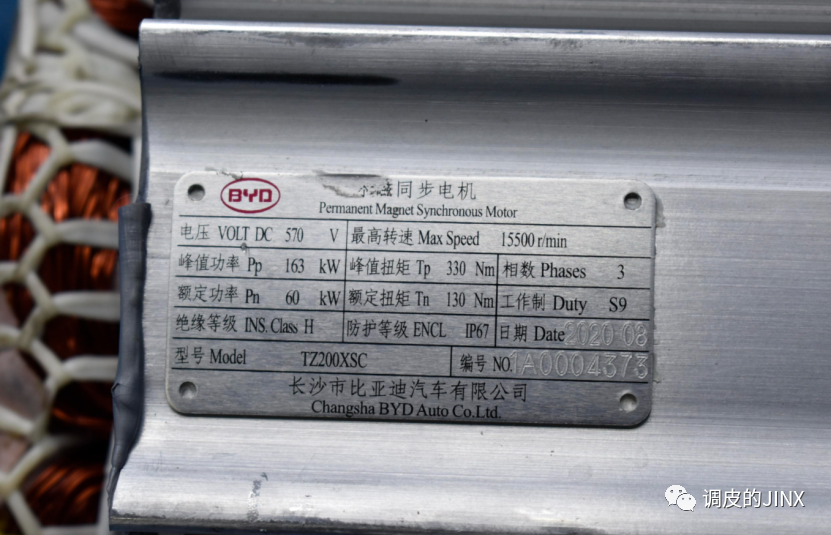 BYD
同步电机
Permanent Magnet Synchronous Motor
电压 VOLT DC 570 V 最高转速 Max Speed 15500 r/min
峰值功率 Pp 163 kW 峰值扭矩 Tp 330 Nm 相数 Phases 3
额定功率 Pn 60 kW 额定扭矩 Tn 130 Nm 工作制 Duty S9
绝缘等级 INS. Class H 防护等级 ENCL IP67 日期 Date 2020 08
型号 Model TZ200XSC 编号 NO. 1A0004373
长沙市比亚迪汽车有限公司
Changsha BYD Auto Co.Ltd.
调皮的JINX